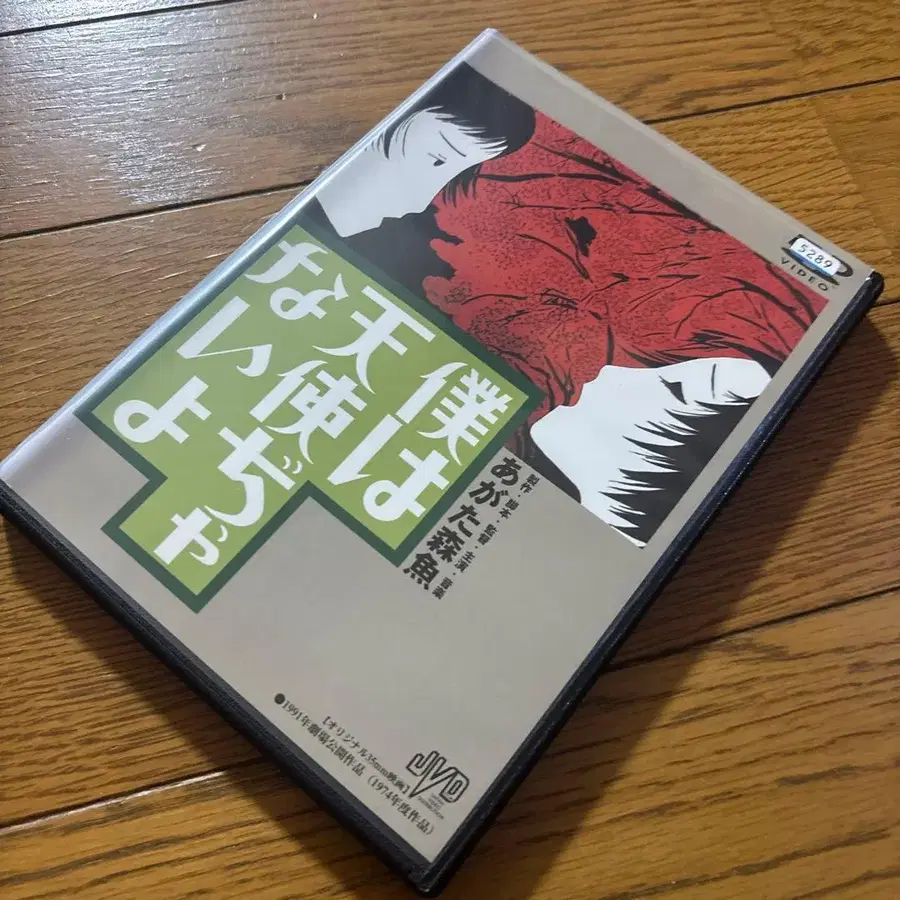 5289
VIDEO
僕は
天使ぢゃ
ないよ
製作・脚本・監督・主演・音楽
あがた森魚
【オリジナル35mm映画】
●1991年劇場公開作品（1974年度作品）
JVD